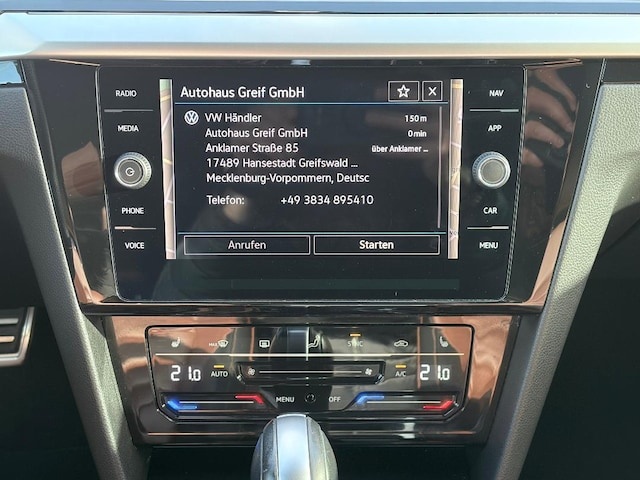 RADIO
MEDIA
PHONE
VOICE
Autohaus Greif GmbH
X
VW Händler 150 m
Autohaus Greif GmbH 0 min
Anklamer Straße 85 über Anklamer ...
17489 Hansestadt Greifswald ...
Mecklenburg-Vorpommern, Deutsc
Telefon: +49 3834 895410
Anrufen Starten
NAV
APP
CAR
MENU
MAX
SYNC
21.0 AUTO A/C 21.0
MENU OFF